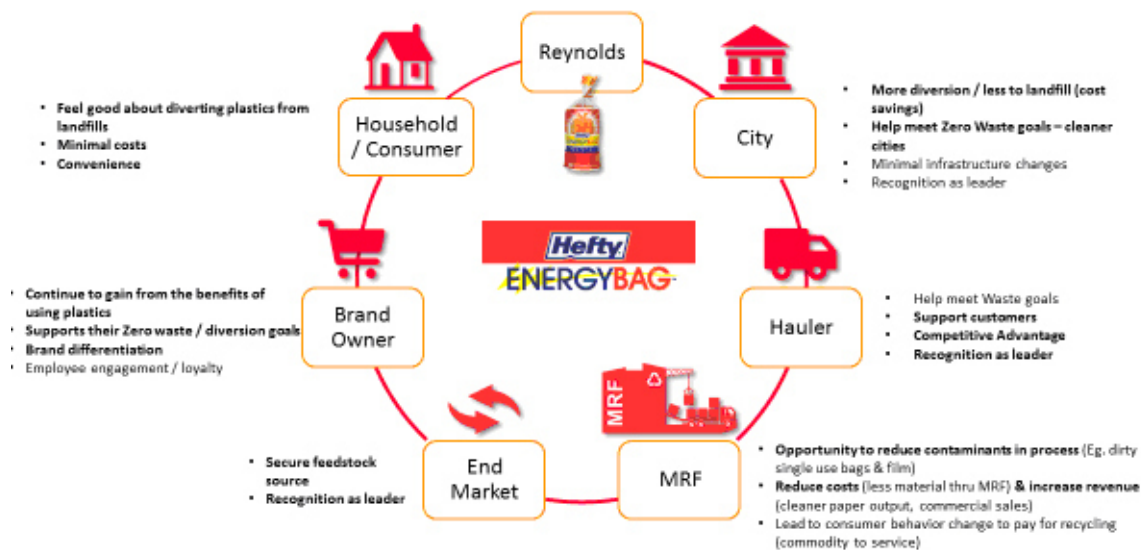 Reynolds
Household
/ Consumer
City
• Feel good about diverting plastics from
landfills
• Minimal costs
• Convenience
• More diversion / less to landfill (cost
savings)
• Help meet Zero Waste goals – cleaner
cities
• Minimal infrastructure changes
• Recognition as leader
Hefty
ENERGYBAG
Brand
Owner
Hauler
• Continue to gain from the benefits of
using plastics
• Supports their Zero waste / diversion goals
• Brand differentiation
• Employee engagement / loyalty
• Help meet Waste goals
• Support customers
• Competitive Advantage
• Recognition as leader
MRF
End
Market
MRF
• Secure feedstock
source
• Recognition as leader
• Opportunity to reduce contaminants in process (Eg. dirty
single use bags & film)
• Reduce costs (less material thru MRF) & increase revenue
(cleaner paper output, commercial sales)
• Lead to consumer behavior change to pay for recycling
(commodity to service)